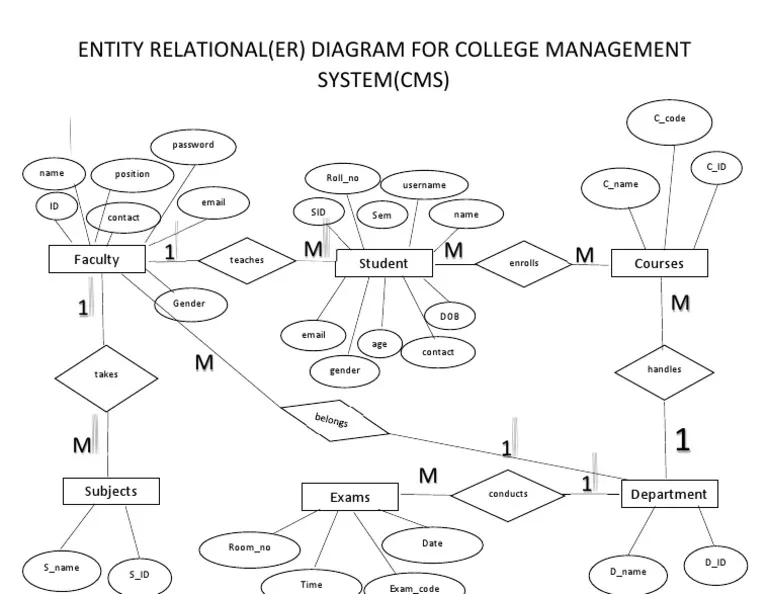 ENTITY RELATIONAL(ER) DIAGRAM FOR COLLEGE MANAGEMENT
SYSTEM(CMS)
C_code
password
name
position
Roll_no
username
C_name
C_ID
ID
contact
email
SID
Sem
name
Faculty
1
teaches
M
Student
M
enrolls
M
Courses
Gender
1
M
email
age
DOB
contact
gender
M
takes
handles
belongs
M
1
1
Subjects
Exams
M
conducts
1
Department
S_name
S_ID
Room_no
Date
Time
Exam_code
D_name
D_ID